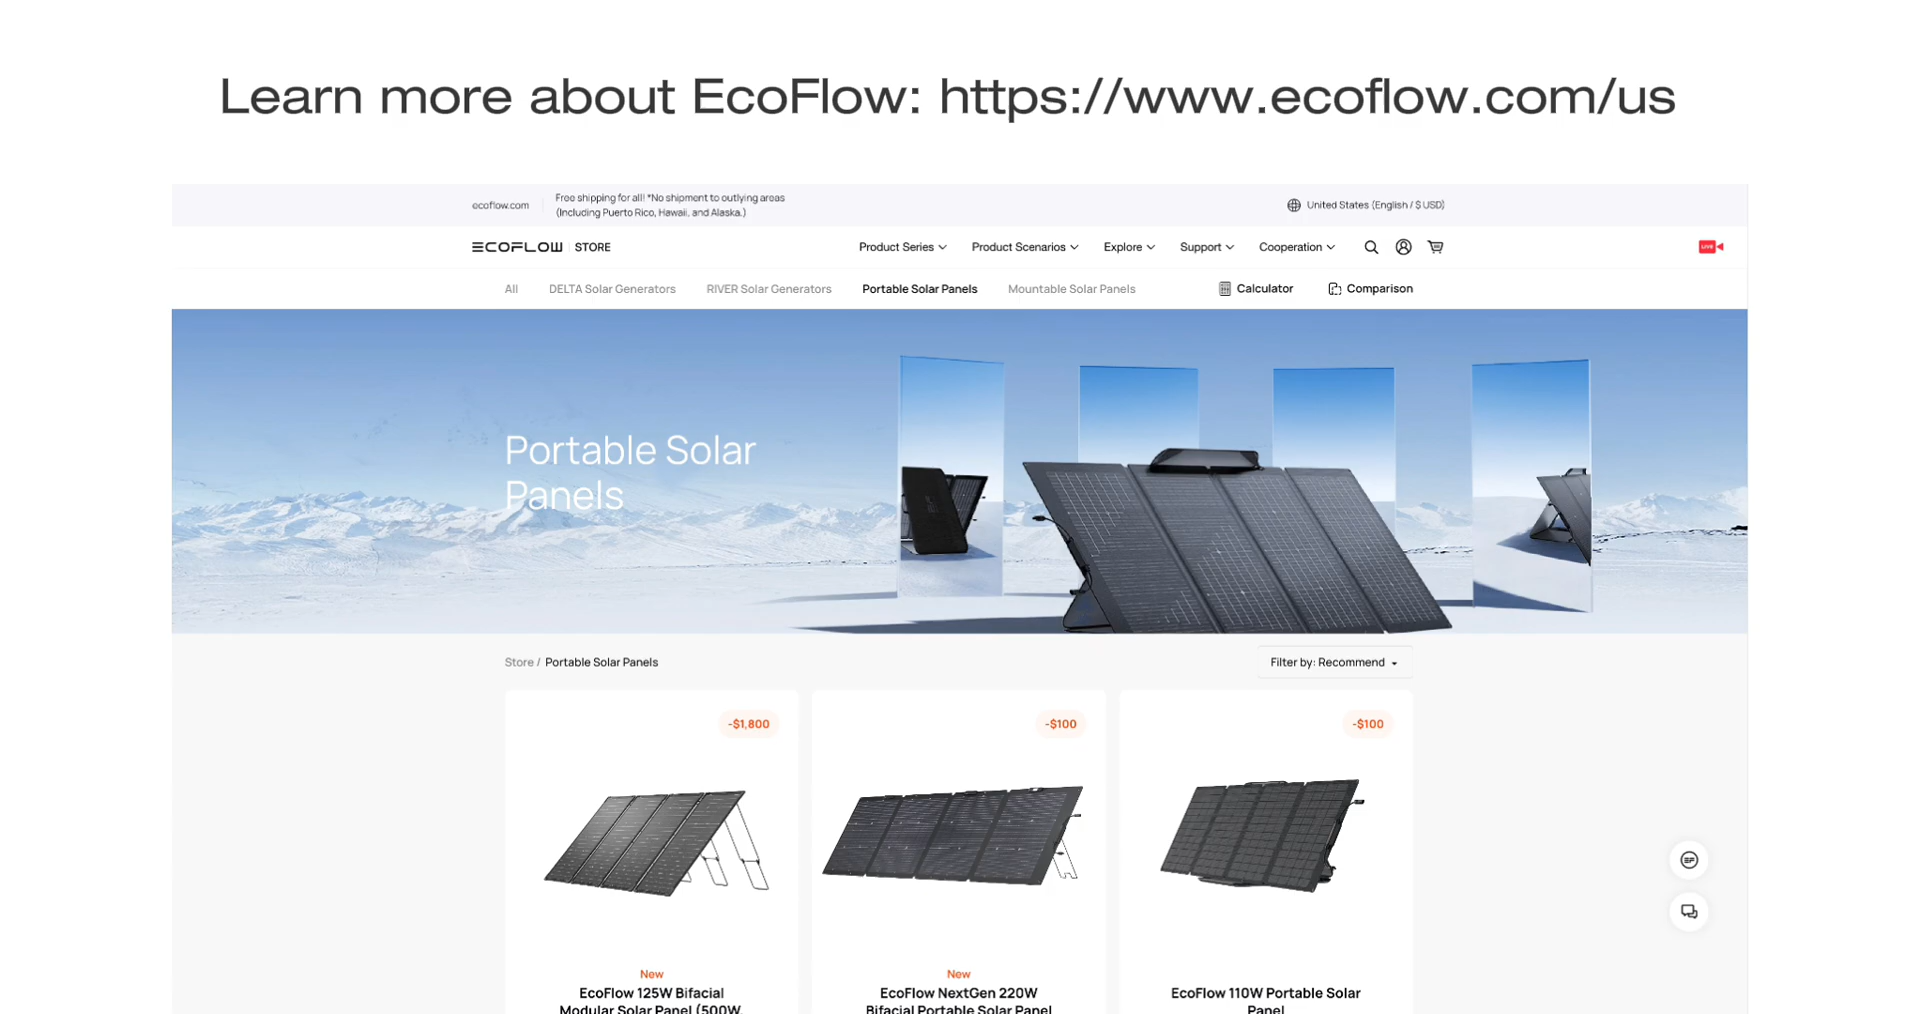 Learn more about EcoFlow: https://www.ecoflow.com/us
ecoflow.com
Free shipping for all! *No shipment to outlying areas
(Including Puerto Rico, Hawaii, and Alaska.)
United States (English / $ USD)
ECOFLOW STORE
Product Series
Product Scenarios
Explore
Support
Cooperation
LIVE
All
DELTA Solar Generators
RIVER Solar Generators
Portable Solar Panels
Mountable Solar Panels
Calculator
Comparison
Portable Solar
Panels
Store / Portable Solar Panels
Filter by: Recommend
-$1,800
-$100
-$100
New
EcoFlow 125W Bifacial
Modular Solar Panel (500W,
New
EcoFlow NextGen 220W
Bifacial Portable Solar Panel
EcoFlow 110W Portable Solar
Panel